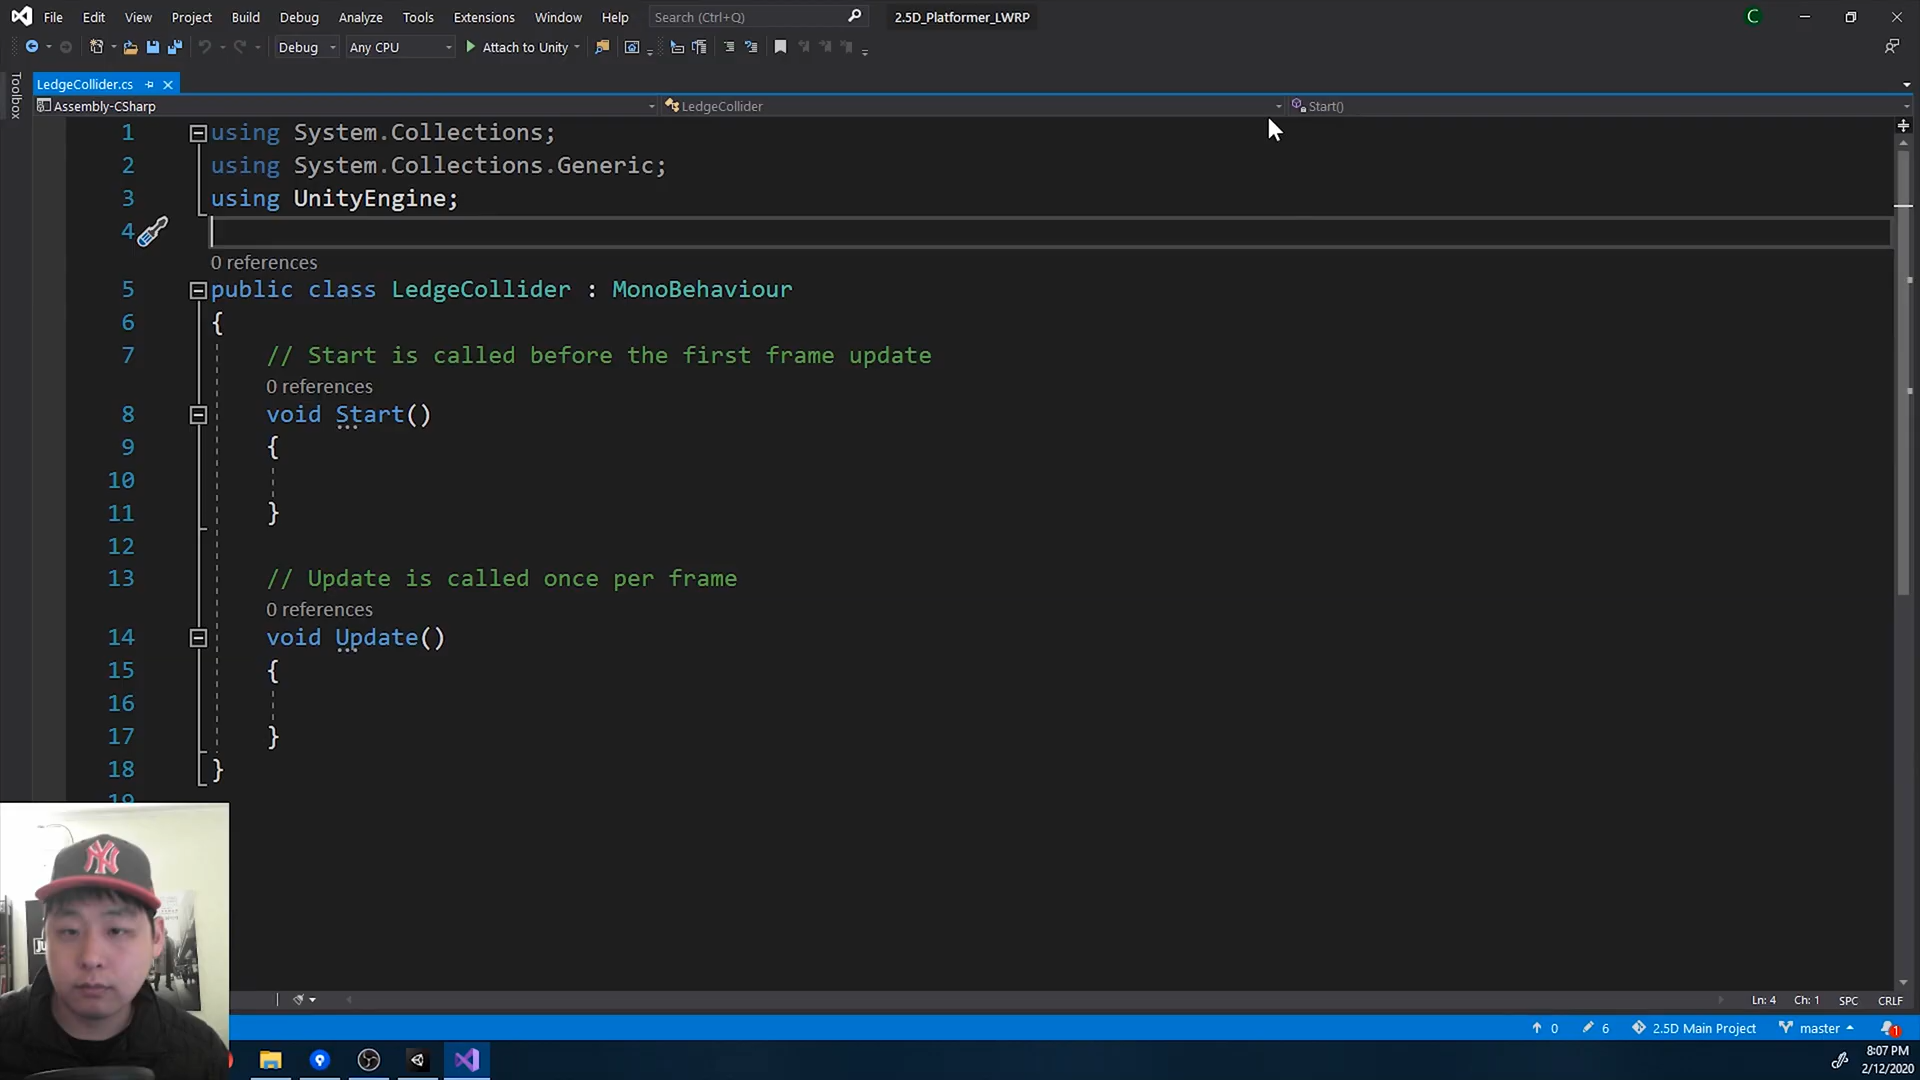 File Edit View Project Build Debug Analyze Tools Extensions Window Help Search (Ctrl+Q) 2.5D_Platformer_LWRP C
Debug Any CPU Attach to Unity
Toolbox
LedgeCollider.cs
Assembly-CSharp LedgeCollider Start()
1 using System.Collections;
2 using System.Collections.Generic;
3 using UnityEngine;
4
0 references
5 public class LedgeCollider : MonoBehaviour
6 {
7 // Start is called before the first frame update
0 references
8 void Start()
9 {
10
11 }
12
13 // Update is called once per frame
0 references
14 void Update()
15 {
16
17 }
18 }
19
Ln: 4 Ch: 1 SPC CRLF
0 6 2.5D Main Project master 1
8:07 PM
2/12/2020